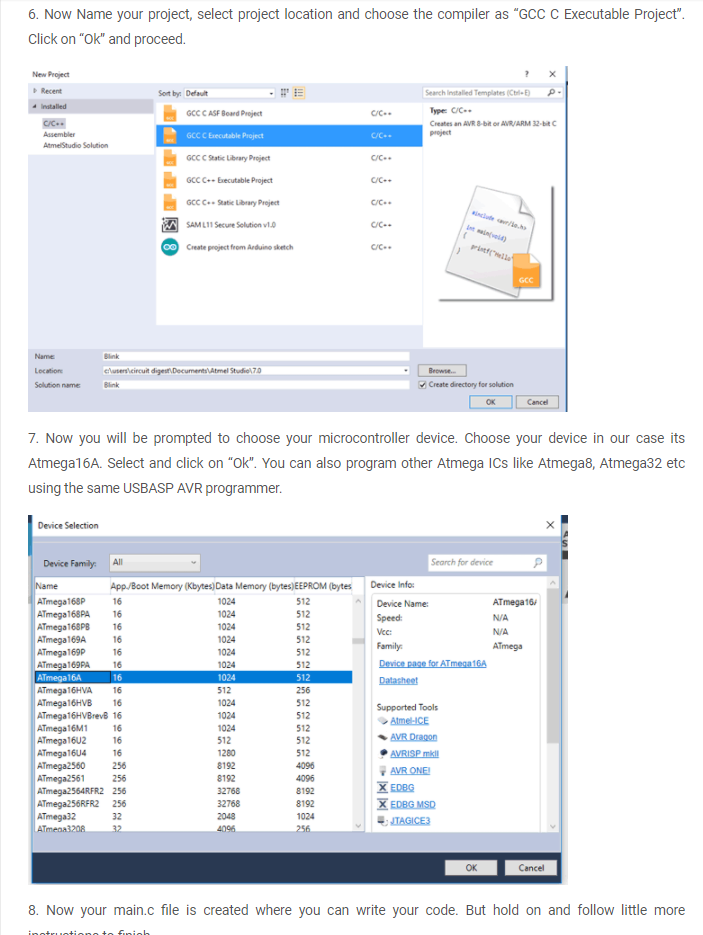 6. Now Name your project, select project location and choose the compiler as “GCC C Executable Project”.
Click on “Ok” and proceed.
New Project
? X
Recent
Sort by: Default
Search Installed Templates (Ctrl+E)
Installed
C/C++
Assembler
AtmelStudio Solution
GCC C ASF Board Project C/C++
GCC C Executable Project C/C++
GCC C Static Library Project C/C++
GCC C++ Executable Project C/C++
GCC C++ Static Library Project C/C++
SAM L11 Secure Solution v1.0 C/C++
Create project from Arduino sketch C/C++
Type: C/C++
Creates an AVR 8-bit or AVR/ARM 32-bit C
project
#include <avr/io.h>
int main(void)
{
printf("Hello"
}
GCC
Name: Blink
Location: c:\users\circuit digest\Documents\Atmel Studio\7.0 Browse...
Solution name: Blink Create directory for solution
OK Cancel
7. Now you will be prompted to choose your microcontroller device. Choose your device in our case its
Atmega16A. Select and click on “Ok”. You can also program other Atmega ICs like Atmega8, Atmega32 etc
using the same USBASP AVR programmer.
Device Selection X
Device Family: All Search for device
Name App./Boot Memory (Kbytes) Data Memory (bytes) EEPROM (bytes
ATmega168P 16 1024 512
ATmega168PA 16 1024 512
ATmega168PB 16 1024 512
ATmega169A 16 1024 512
ATmega169P 16 1024 512
ATmega169PA 16 1024 512
ATmega16A 16 1024 512
ATmega16HVA 16 512 256
ATmega16HVB 16 1024 512
ATmega16HVBrevB 16 1024 512
ATmega16M1 16 1024 512
ATmega16U2 16 512 512
ATmega16U4 16 1280 512
ATmega2560 256 8192 4096
ATmega2561 256 8192 4096
ATmega2564RFR2 256 32768 8192
ATmega256RFR2 256 32768 8192
ATmega32 32 2048 1024
ATmega3208 32 4096 256
Device Info:
Device Name: ATmega16A
Speed: N/A
Vcc: N/A
Family: ATmega
Device page for ATmega16A
Datasheet
Supported Tools
Atmel-ICE
AVR Dragon
AVRISP mkII
AVR ONE!
EDBG
EDBG MSD
JTAGICE3
OK Cancel
8. Now your main.c file is created where you can write your code. But hold on and follow little more
instructions to finish